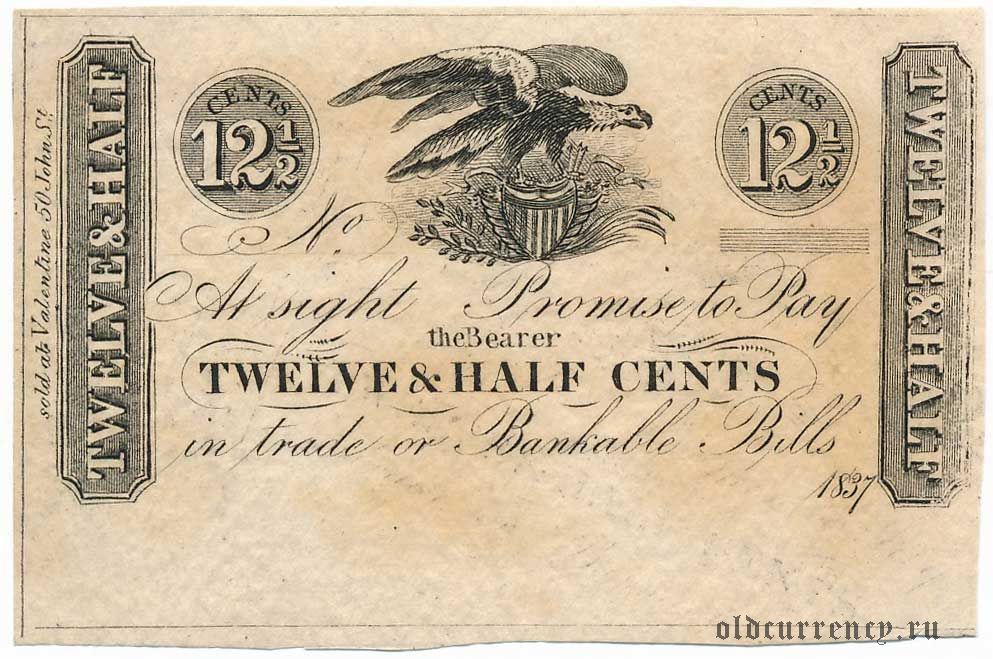 sold at Valentine 50 John St.
TWELVE & HALF
CENTS
12½
CENTS
12½
TWELVE & HALF
No.
At sight Promise to Pay
the Bearer
TWELVE & HALF CENTS
in trade or Bankable Bills
1837
oldcurrency.ru